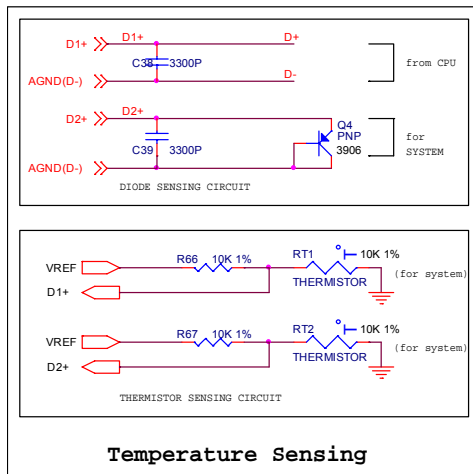 D1+ D1+ D+
C38 3300P
from CPU
AGND(D-) D-
D2+ D2+
Q4
PNP
3906
for
SYSTEM
C39 3300P
AGND(D-)
DIODE SENSING CIRCUIT
R66 10K 1% RT1 10K 1%
VREF
(for system)
D1+ THERMISTOR
R67 10K 1% RT2 10K 1%
VREF
(for system)
D2+ THERMISTOR
THERMISTOR SENSING CIRCUIT
Temperature Sensing